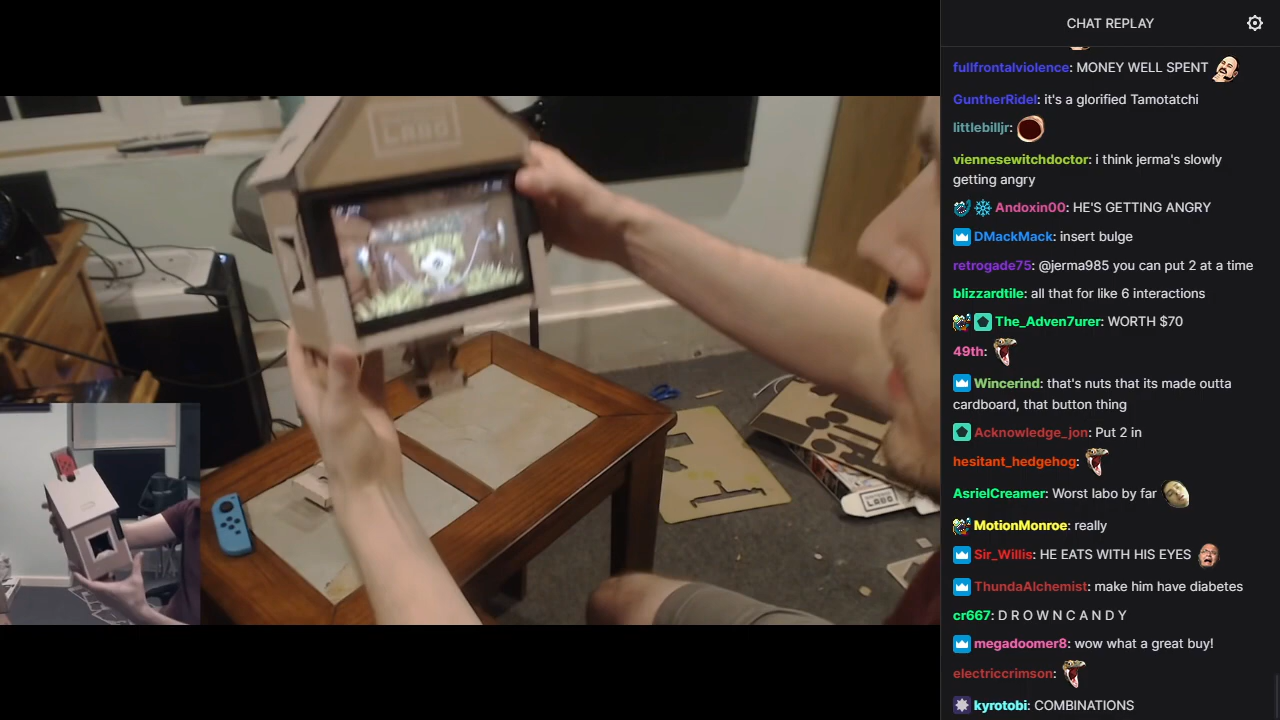 CHAT REPLAY
fullfrontalviolence: MONEY WELL SPENT
GuntherRidel: it's a glorified Tamotatchi
littlebilljr:
viennesewitchdoctor: i think jerma's slowly
getting angry
Andoxin00: HE'S GETTING ANGRY
DMackMack: insert bulge
retrogade75: @jerma985 you can put 2 at a time
blizzardtile: all that for like 6 interactions
The_Adven7urer: WORTH $70
49th:
Wincerind: that's nuts that its made outta
cardboard, that button thing
Acknowledge_jon: Put 2 in
hesitant_hedgehog:
AsrielCreamer: Worst labo by far
MotionMonroe: really
Sir_Willis: HE EATS WITH HIS EYES
ThundaAlchemist: make him have diabetes
cr667: D R O W N C A N D Y
megadoomer8: wow what a great buy!
electriccrimson:
kyrotobi: COMBINATIONS
LABO
LABO